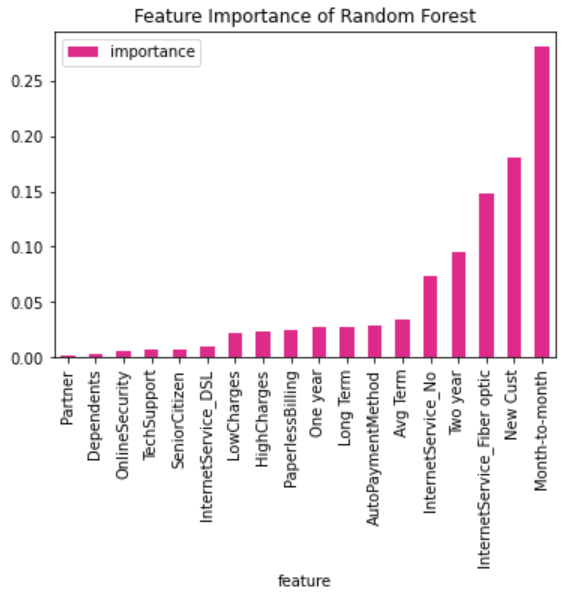 Feature Importance of Random Forest
importance
0.25
0.20
0.15
0.10
0.05
0.00
Partner
Dependents
OnlineSecurity
TechSupport
SeniorCitizen
InternetService_DSL
LowCharges
HighCharges
PaperlessBilling
One year
Long Term
AutoPaymentMethod
Avg Term
InternetService_No
Two year
InternetService_Fiber optic
New Cust
Month-to-month
feature